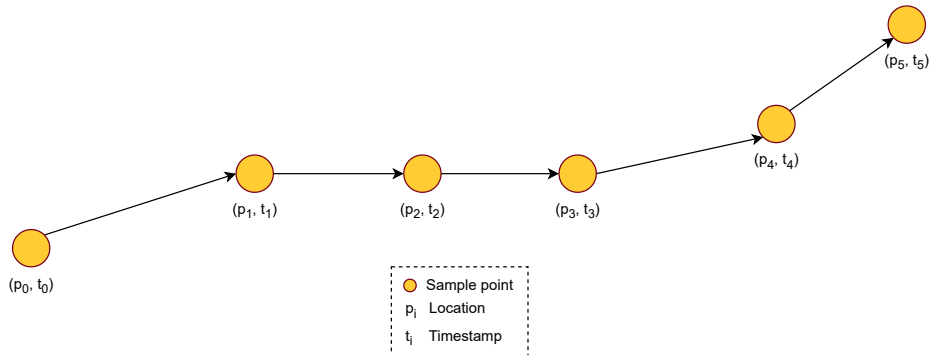 (p₅, t₅)
(p₄, t₄)
(p₁, t₁)
(p₂, t₂)
(p₃, t₃)
(p₀, t₀)
Sample point
pᵢ Location
tᵢ Timestamp